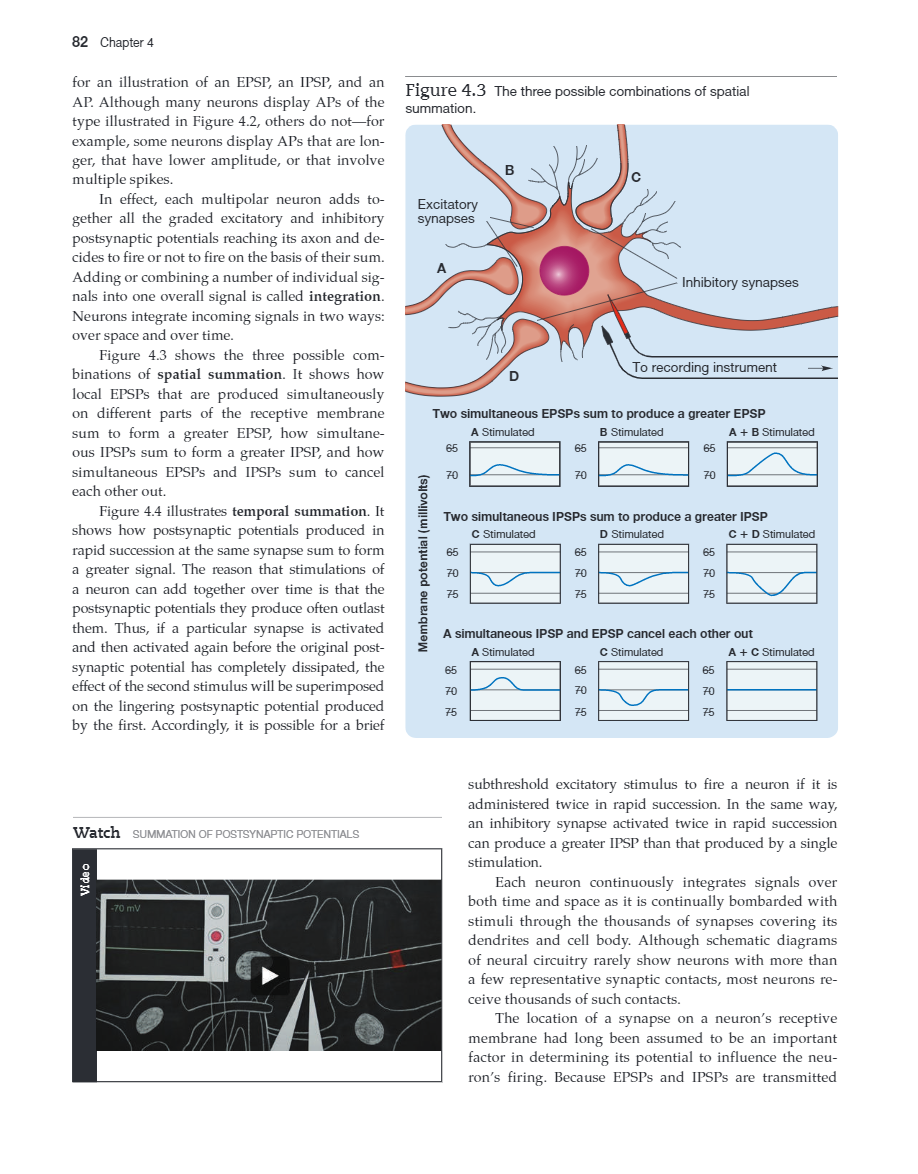 82 Chapter 4
for an illustration of an EPSP, an IPSP, and an
AP. Although many neurons display APs of the
type illustrated in Figure 4.2, others do not—for
example, some neurons display APs that are lon-
ger, that have lower amplitude, or that involve
multiple spikes.
In effect, each multipolar neuron adds to-
gether all the graded excitatory and inhibitory
postsynaptic potentials reaching its axon and de-
cides to fire or not to fire on the basis of their sum.
Adding or combining a number of individual sig-
nals into one overall signal is called integration.
Neurons integrate incoming signals in two ways:
over space and over time.
Figure 4.3 shows the three possible com-
binations of spatial summation. It shows how
local EPSPs that are produced simultaneously
on different parts of the receptive membrane
sum to form a greater EPSP, how simultane-
ous IPSPs sum to form a greater IPSP, and how
simultaneous EPSPs and IPSPs sum to cancel
each other out.
Figure 4.4 illustrates temporal summation. It
shows how postsynaptic potentials produced in
rapid succession at the same synapse sum to form
a greater signal. The reason that stimulations of
a neuron can add together over time is that the
postsynaptic potentials they produce often outlast
them. Thus, if a particular synapse is activated
and then activated again before the original post-
synaptic potential has completely dissipated, the
effect of the second stimulus will be superimposed
on the lingering postsynaptic potential produced
by the first. Accordingly, it is possible for a brief
Figure 4.3 The three possible combinations of spatial
summation.
B
C
Excitatory
synapses
A
Inhibitory synapses
D
To recording instrument
Membrane potential (millivolts)
Two simultaneous EPSPs sum to produce a greater EPSP
A Stimulated B Stimulated A + B Stimulated
65 65 65
70 70 70
Two simultaneous IPSPs sum to produce a greater IPSP
C Stimulated D Stimulated C + D Stimulated
65 65 65
70 70 70
75 75 75
A simultaneous IPSP and EPSP cancel each other out
A Stimulated C Stimulated A + C Stimulated
65 65 65
70 70 70
75 75 75
Watch SUMMATION OF POSTSYNAPTIC POTENTIALS
Video
-70 mV
subthreshold excitatory stimulus to fire a neuron if it is
administered twice in rapid succession. In the same way,
an inhibitory synapse activated twice in rapid succession
can produce a greater IPSP than that produced by a single
stimulation.
Each neuron continuously integrates signals over
both time and space as it is continually bombarded with
stimuli through the thousands of synapses covering its
dendrites and cell body. Although schematic diagrams
of neural circuitry rarely show neurons with more than
a few representative synaptic contacts, most neurons re-
ceive thousands of such contacts.
The location of a synapse on a neuron's receptive
membrane had long been assumed to be an important
factor in determining its potential to influence the neu-
ron's firing. Because EPSPs and IPSPs are transmitted